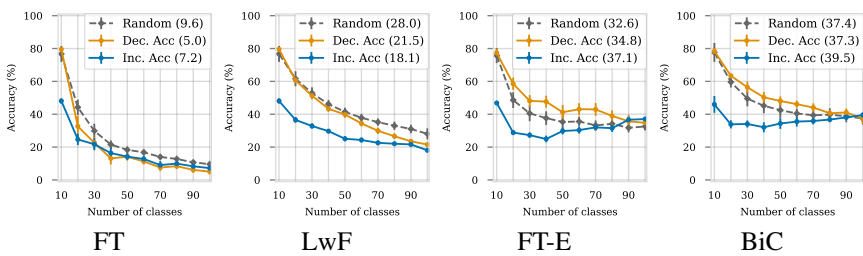 100
80
60
40
20
0
Accuracy (%)
10
30
50
70
90
Number of classes
Random (9.6)
Dec. Acc (5.0)
Inc. Acc (7.2)
FT
100
80
60
40
20
0
Accuracy (%)
10
30
50
70
90
Number of classes
Random (28.0)
Dec. Acc (21.5)
Inc. Acc (18.1)
LwF
100
80
60
40
20
0
Accuracy (%)
10
30
50
70
90
Number of classes
Random (32.6)
Dec. Acc (34.8)
Inc. Acc (37.1)
FT-E
100
80
60
40
20
0
Accuracy (%)
10
30
50
70
90
Number of classes
Random (37.4)
Dec. Acc (37.3)
Inc. Acc (39.5)
BiC